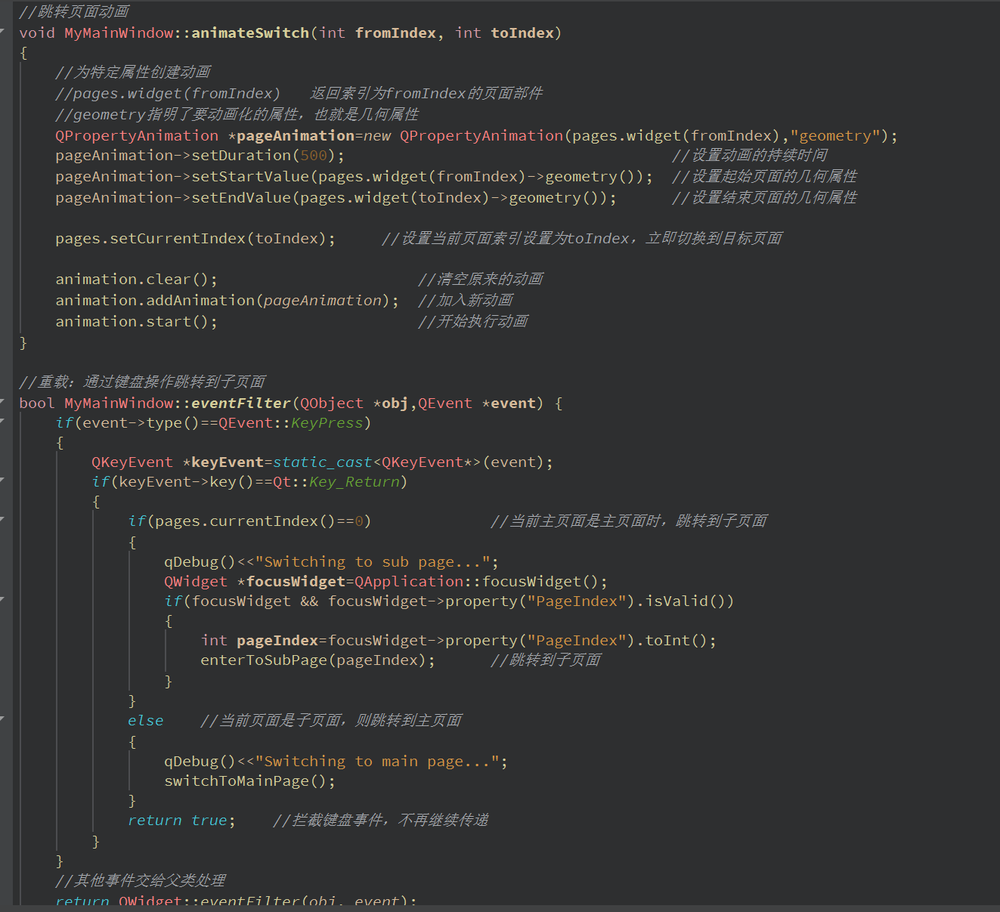 //跳转页面动画
void MyMainWindow::animateSwitch(int fromIndex, int toIndex)
{
//为特定属性创建动画
//pages.widget(fromIndex)   返回索引为fromIndex的页面部件
//geometry指明了要动画化的属性，也就是几何属性
QPropertyAnimation *pageAnimation=new QPropertyAnimation(pages.widget(fromIndex),"geometry");
pageAnimation->setDuration(500);                                    //设置动画的持续时间
pageAnimation->setStartValue(pages.widget(fromIndex)->geometry());  //设置起始页面的几何属性
pageAnimation->setEndValue(pages.widget(toIndex)->geometry());      //设置结束页面的几何属性
pages.setCurrentIndex(toIndex);     //设置当前页面索引设置为toIndex，立即切换到目标页面
animation.clear();                      //清空原来的动画
animation.addAnimation(pageAnimation);  //加入新动画
animation.start();                      //开始执行动画
}
//重载：通过键盘操作跳转到子页面
bool MyMainWindow::eventFilter(QObject *obj,QEvent *event) {
if(event->type()==QEvent::KeyPress)
{
QKeyEvent *keyEvent=static_cast<QKeyEvent*>(event);
if(keyEvent->key()==Qt::Key_Return)
{
if(pages.currentIndex()==0)             //当前主页面是主页面时，跳转到子页面
{
qDebug()<<"Switching to sub page...";
QWidget *focusWidget=QApplication::focusWidget();
if(focusWidget && focusWidget->property("PageIndex").isValid())
{
int pageIndex=focusWidget->property("PageIndex").toInt();
enterToSubPage(pageIndex);      //跳转到子页面
}
}
else    //当前页面是子页面，则跳转到主页面
{
qDebug()<<"Switching to main page...";
switchToMainPage();
}
return true;    //拦截键盘事件，不再继续传递
}
}
//其他事件交给父类处理
return QWidget::eventFilter(obj, event);